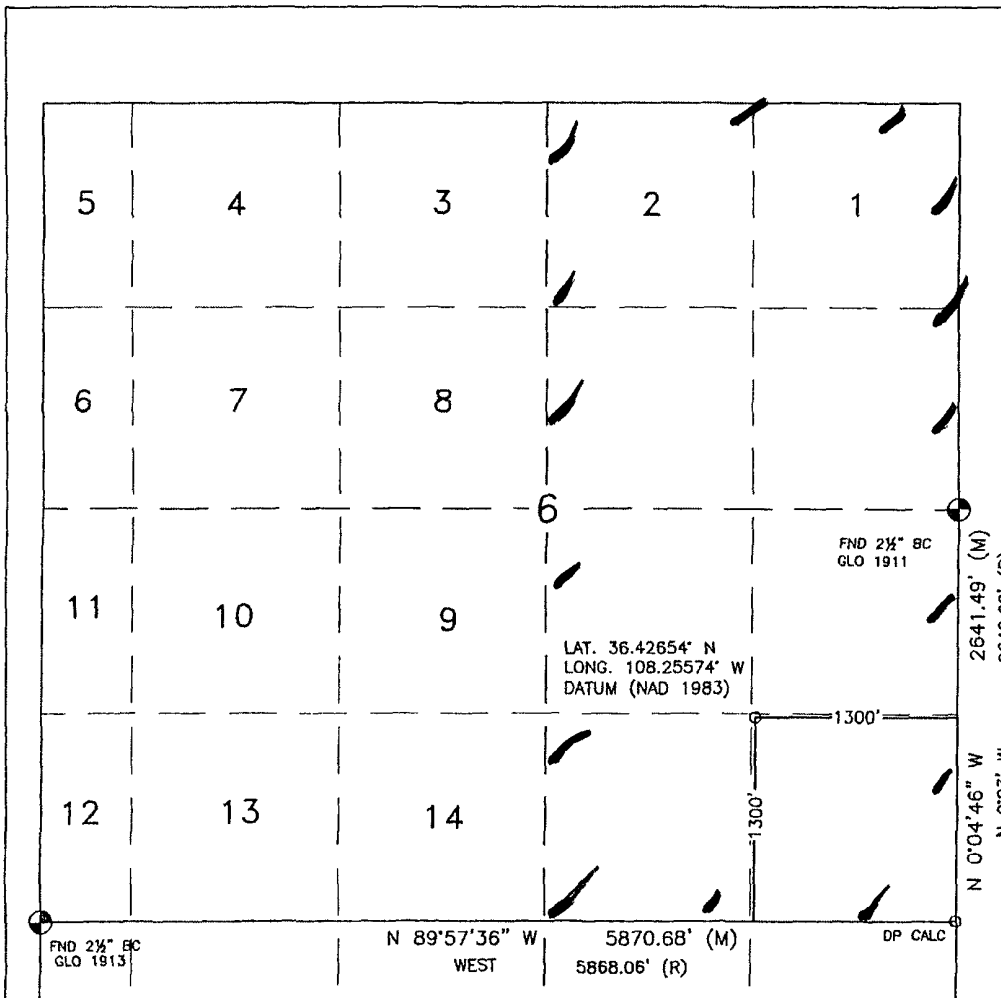 5 4 3 2 1
6 7 8
6
FND 2½" BC
GLO 1911
2641.49' (M)
11 10 9
LAT. 36.42654° N
LONG. 108.25574° W
DATUM (NAD 1983)
1300'
1300'
12 13 14
N 0°04'46" W
FND 2½" BC
GLO 1913
N 89°57'36" W 5870.68' (M)
WEST 5868.06' (R)
DP CALC